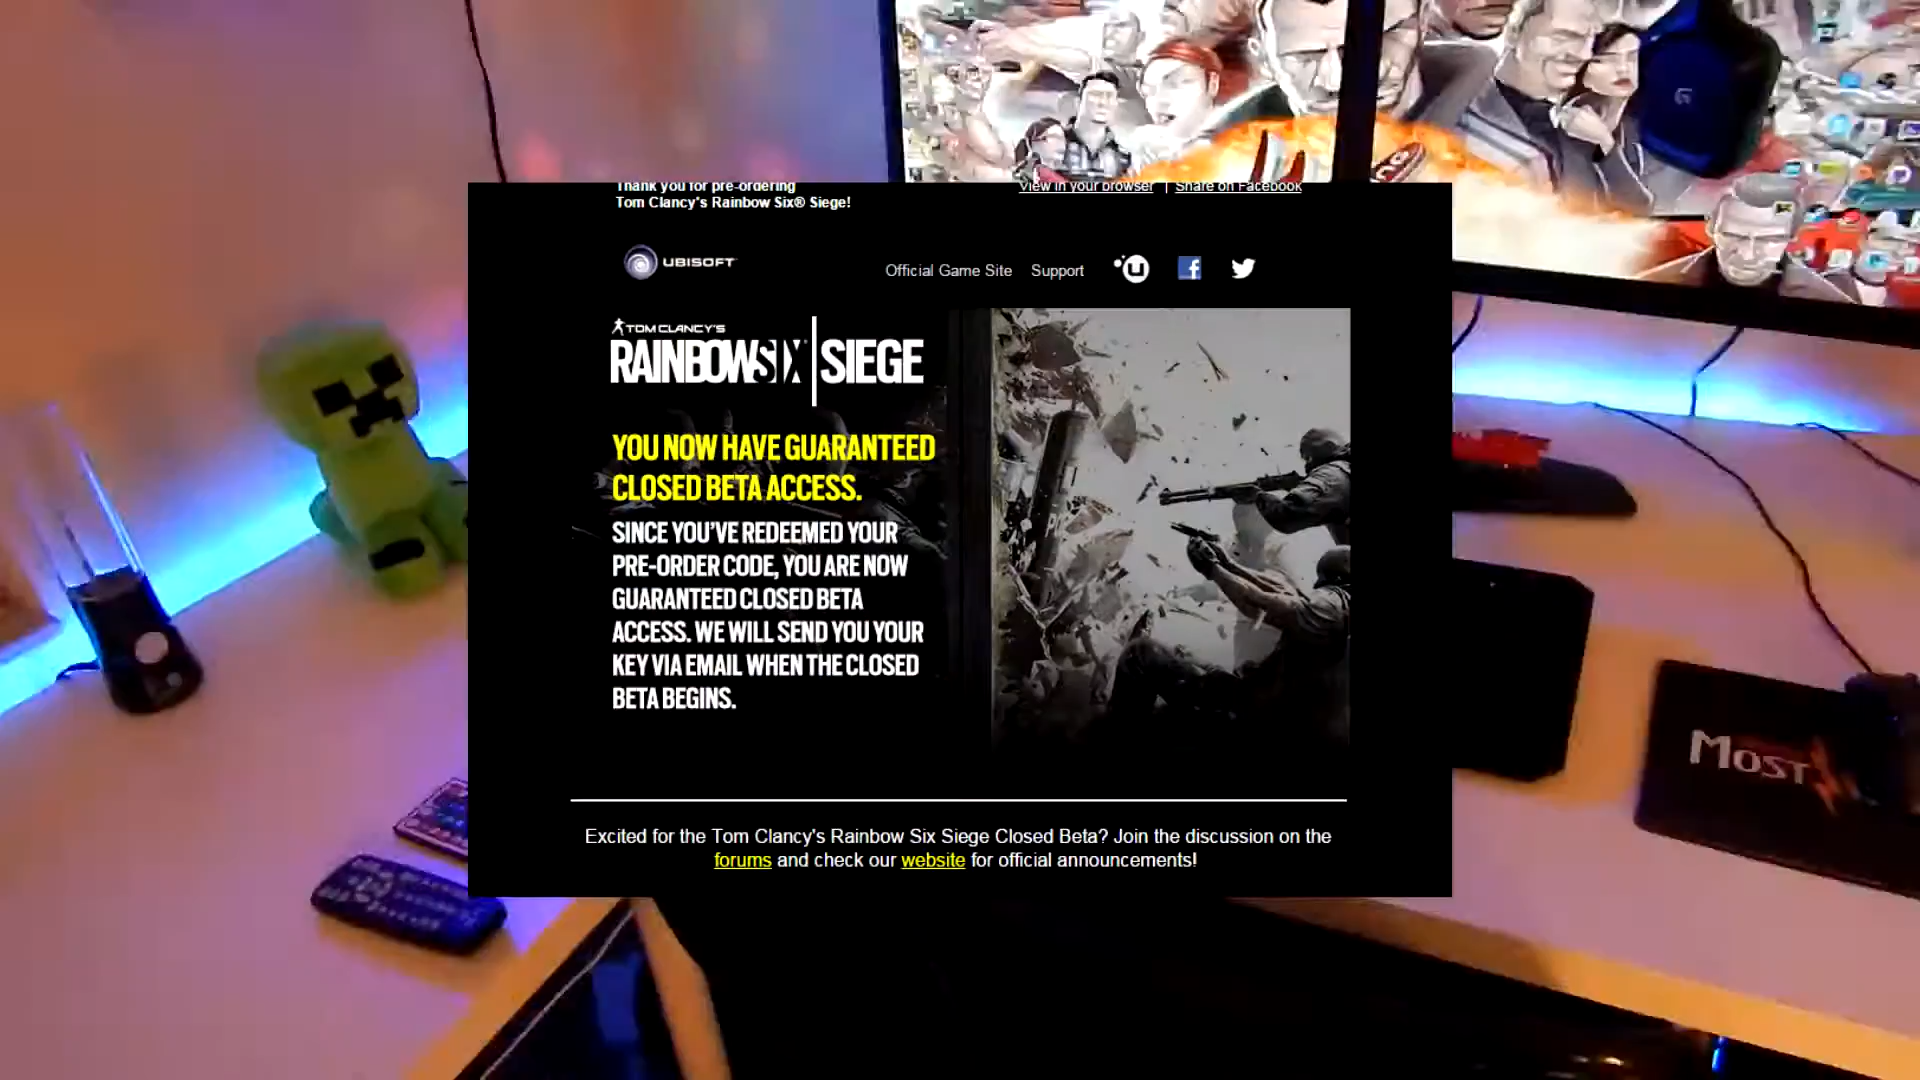 Thank you for pre-ordering
Tom Clancy's Rainbow Six® Siege!
View in your browser | Share on Facebook
UBISOFT
Official Game Site Support
TOM CLANCY'S
RAINBOWSIX SIEGE
YOU NOW HAVE GUARANTEED
CLOSED BETA ACCESS.
SINCE YOU'VE REDEEMED YOUR
PRE-ORDER CODE, YOU ARE NOW
GUARANTEED CLOSED BETA
ACCESS. WE WILL SEND YOU YOUR
KEY VIA EMAIL WHEN THE CLOSED
BETA BEGINS.
Excited for the Tom Clancy's Rainbow Six Siege Closed Beta? Join the discussion on the
forums and check our website for official announcements!
MOST